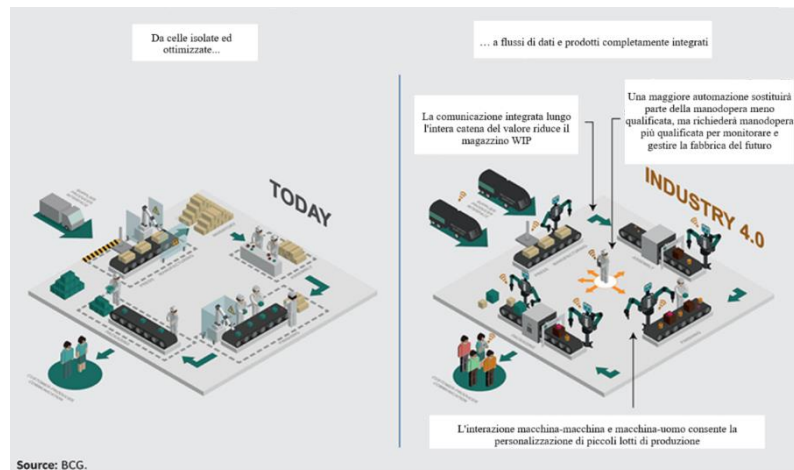 Da celle isolate ed
ottimizzate...
… a flussi di dati e prodotti completamente integrati
La comunicazione integrata lungo
l'intera catena del valore riduce il
magazzino WIP
Una maggiore automazione sostituirà
parte della manodopera meno
qualificata, ma richiederà manodopera
più qualificata per monitorare e
gestire la fabbrica del futuro
TODAY
INDUSTRY 4.0
L'interazione macchina-macchina e macchina-uomo consente la
personalizzazione di piccoli lotti di produzione
Source: BCG.